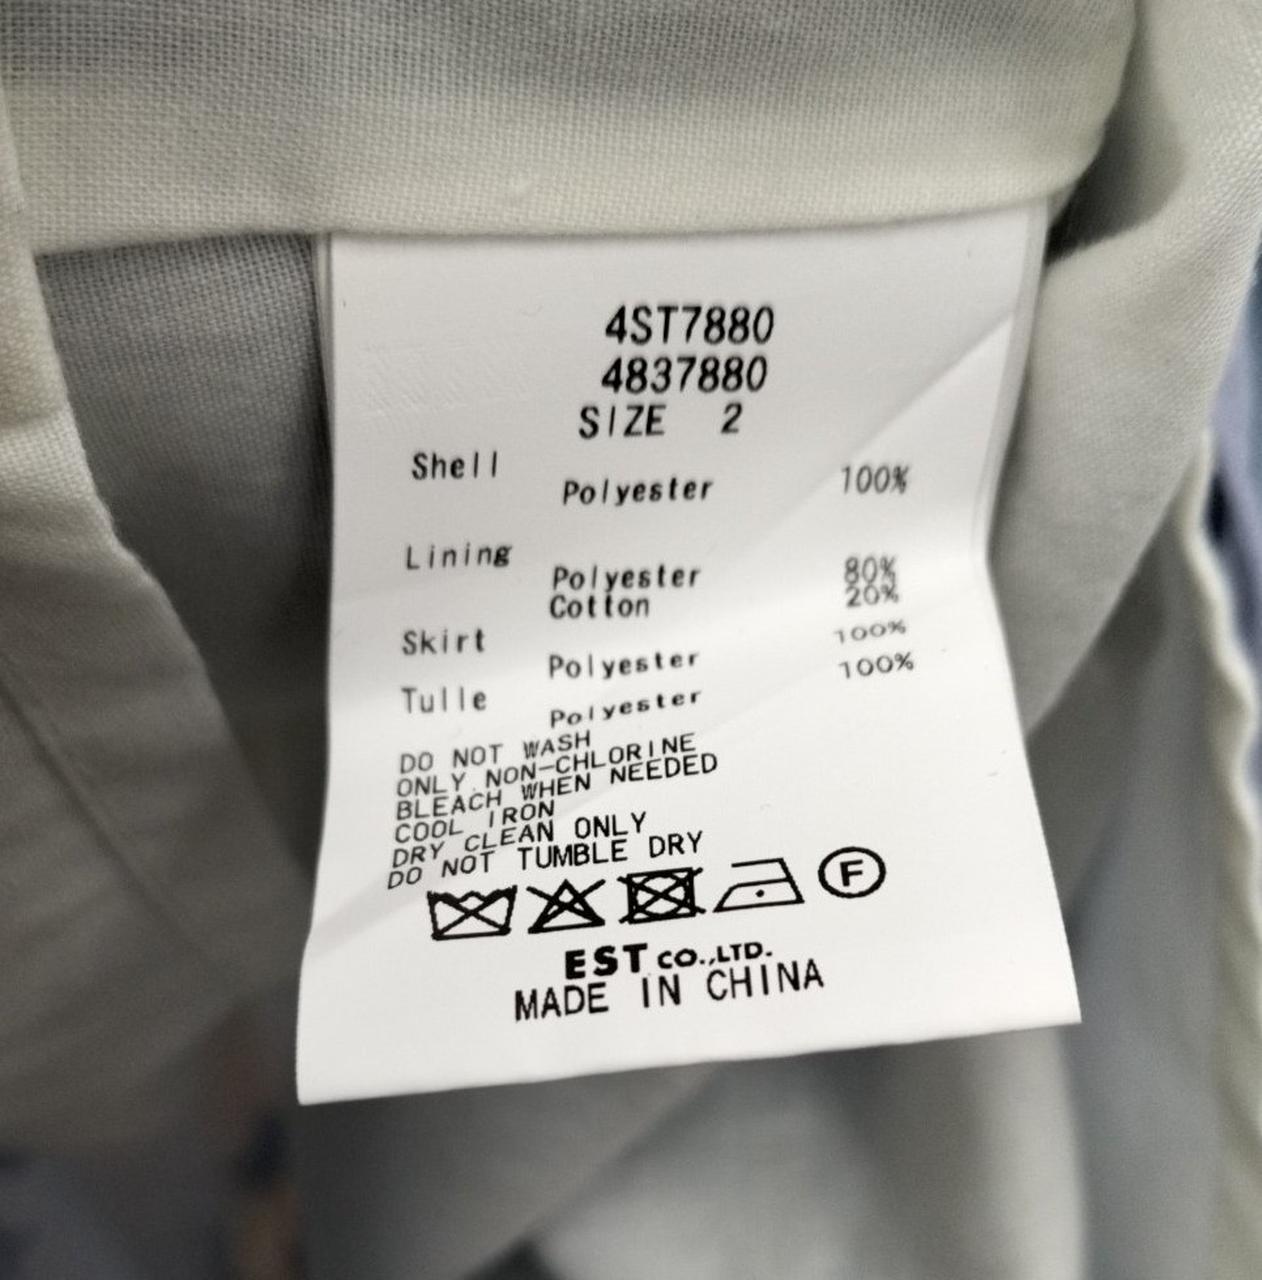 4ST7880
4837880
SIZE 2
Shell
Polyester 100%
Lining
Polyester 80%
Cotton 20%
Skirt
Polyester 100%
Tulle
Polyester 100%
DO NOT WASH
ONLY NON-CHLORINE
BLEACH WHEN NEEDED
COOL IRON
DRY CLEAN ONLY
DO NOT TUMBLE DRY
F
EST CO.,LTD.
MADE IN CHINA